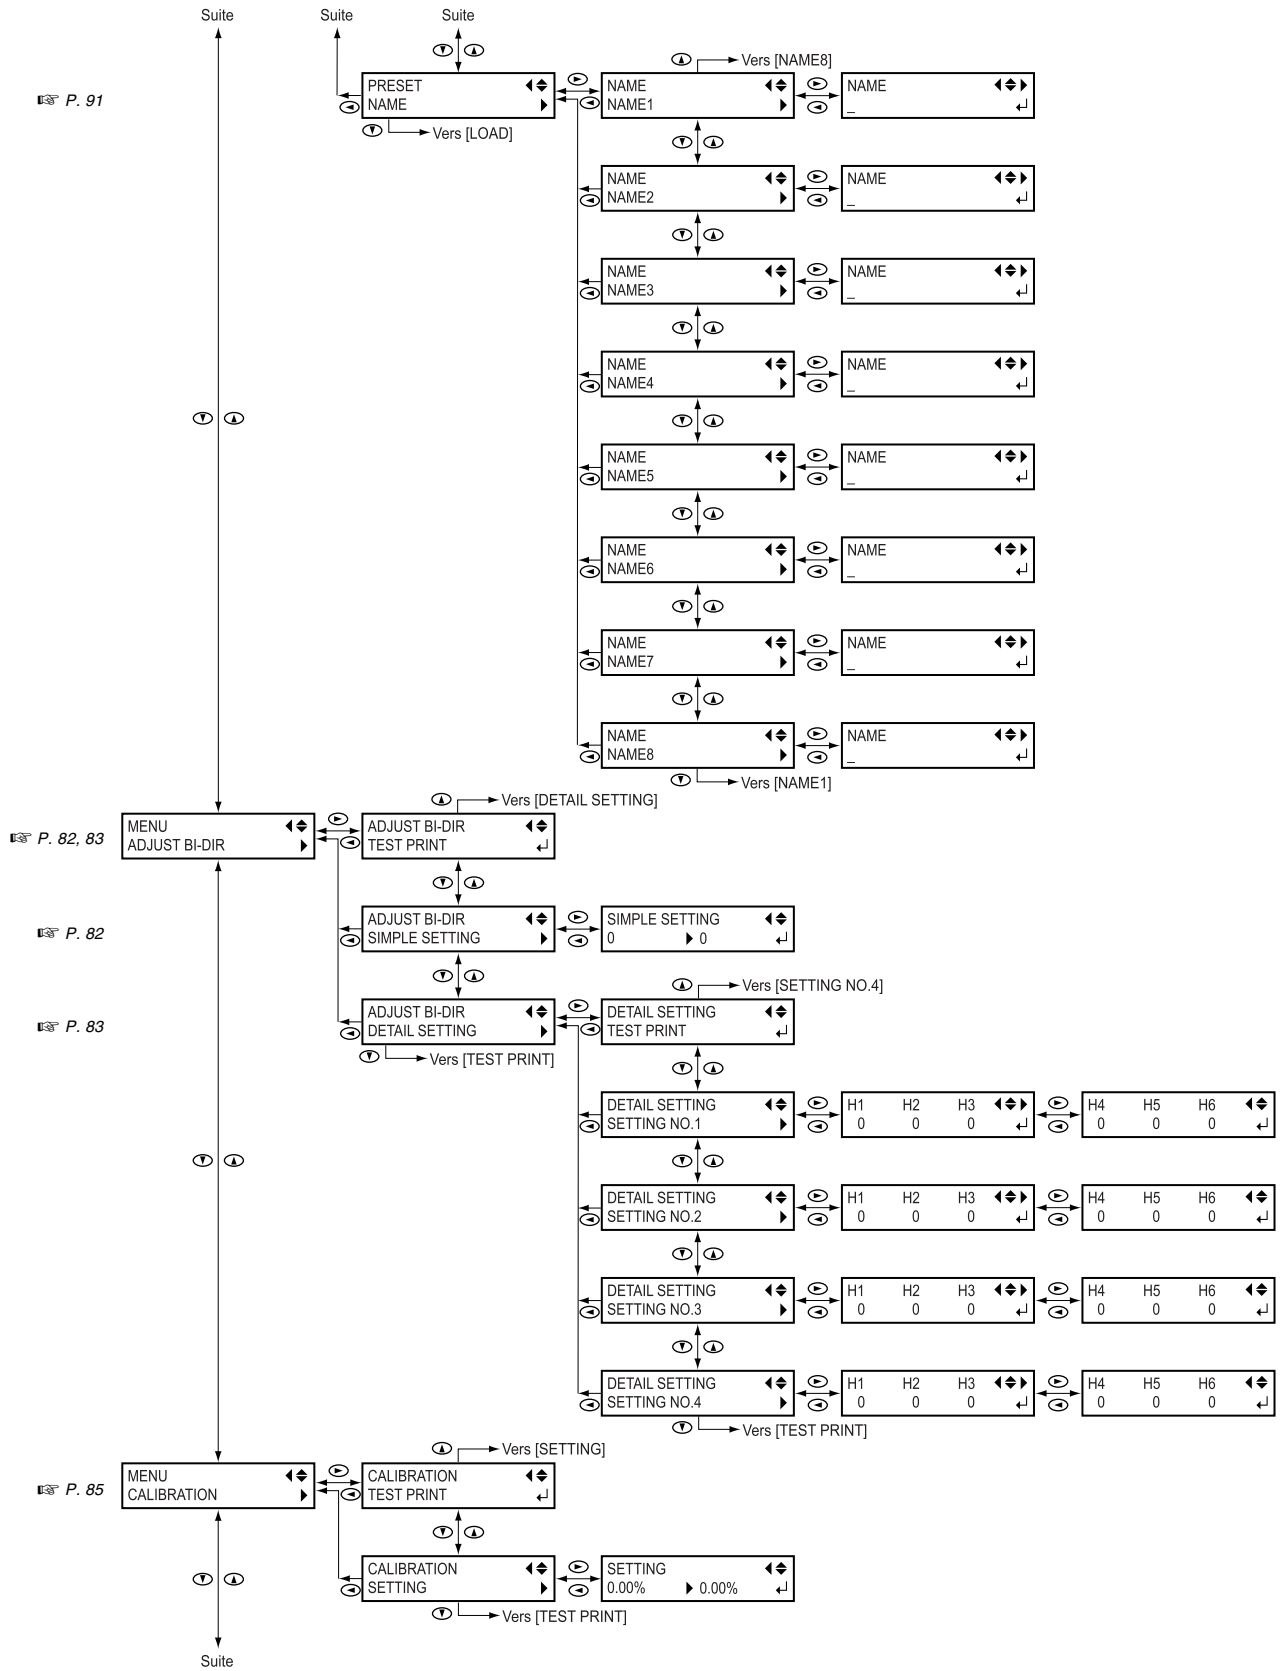 Suite Suite Suite
Vers [NAME8]
P. 91
PRESET
NAME
NAME
NAME1
NAME
_
Vers [LOAD]
NAME
NAME2
NAME
_
NAME
NAME3
NAME
_
NAME
NAME4
NAME
_
NAME
NAME5
NAME
_
NAME
NAME6
NAME
_
NAME
NAME7
NAME
_
NAME
NAME8
NAME
_
Vers [NAME1]
Vers [DETAIL SETTING]
P. 82, 83
MENU
ADJUST BI-DIR
ADJUST BI-DIR
TEST PRINT
P. 82
ADJUST BI-DIR
SIMPLE SETTING
SIMPLE SETTING
0 0
Vers [SETTING NO.4]
P. 83
ADJUST BI-DIR
DETAIL SETTING
DETAIL SETTING
TEST PRINT
Vers [TEST PRINT]
DETAIL SETTING
SETTING NO.1
H1 H2 H3
0 0 0
H4 H5 H6
0 0 0
DETAIL SETTING
SETTING NO.2
H1 H2 H3
0 0 0
H4 H5 H6
0 0 0
DETAIL SETTING
SETTING NO.3
H1 H2 H3
0 0 0
H4 H5 H6
0 0 0
DETAIL SETTING
SETTING NO.4
H1 H2 H3
0 0 0
H4 H5 H6
0 0 0
Vers [TEST PRINT]
Vers [SETTING]
P. 85
MENU
CALIBRATION
CALIBRATION
TEST PRINT
CALIBRATION
SETTING
SETTING
0.00% 0.00%
Vers [TEST PRINT]
Suite